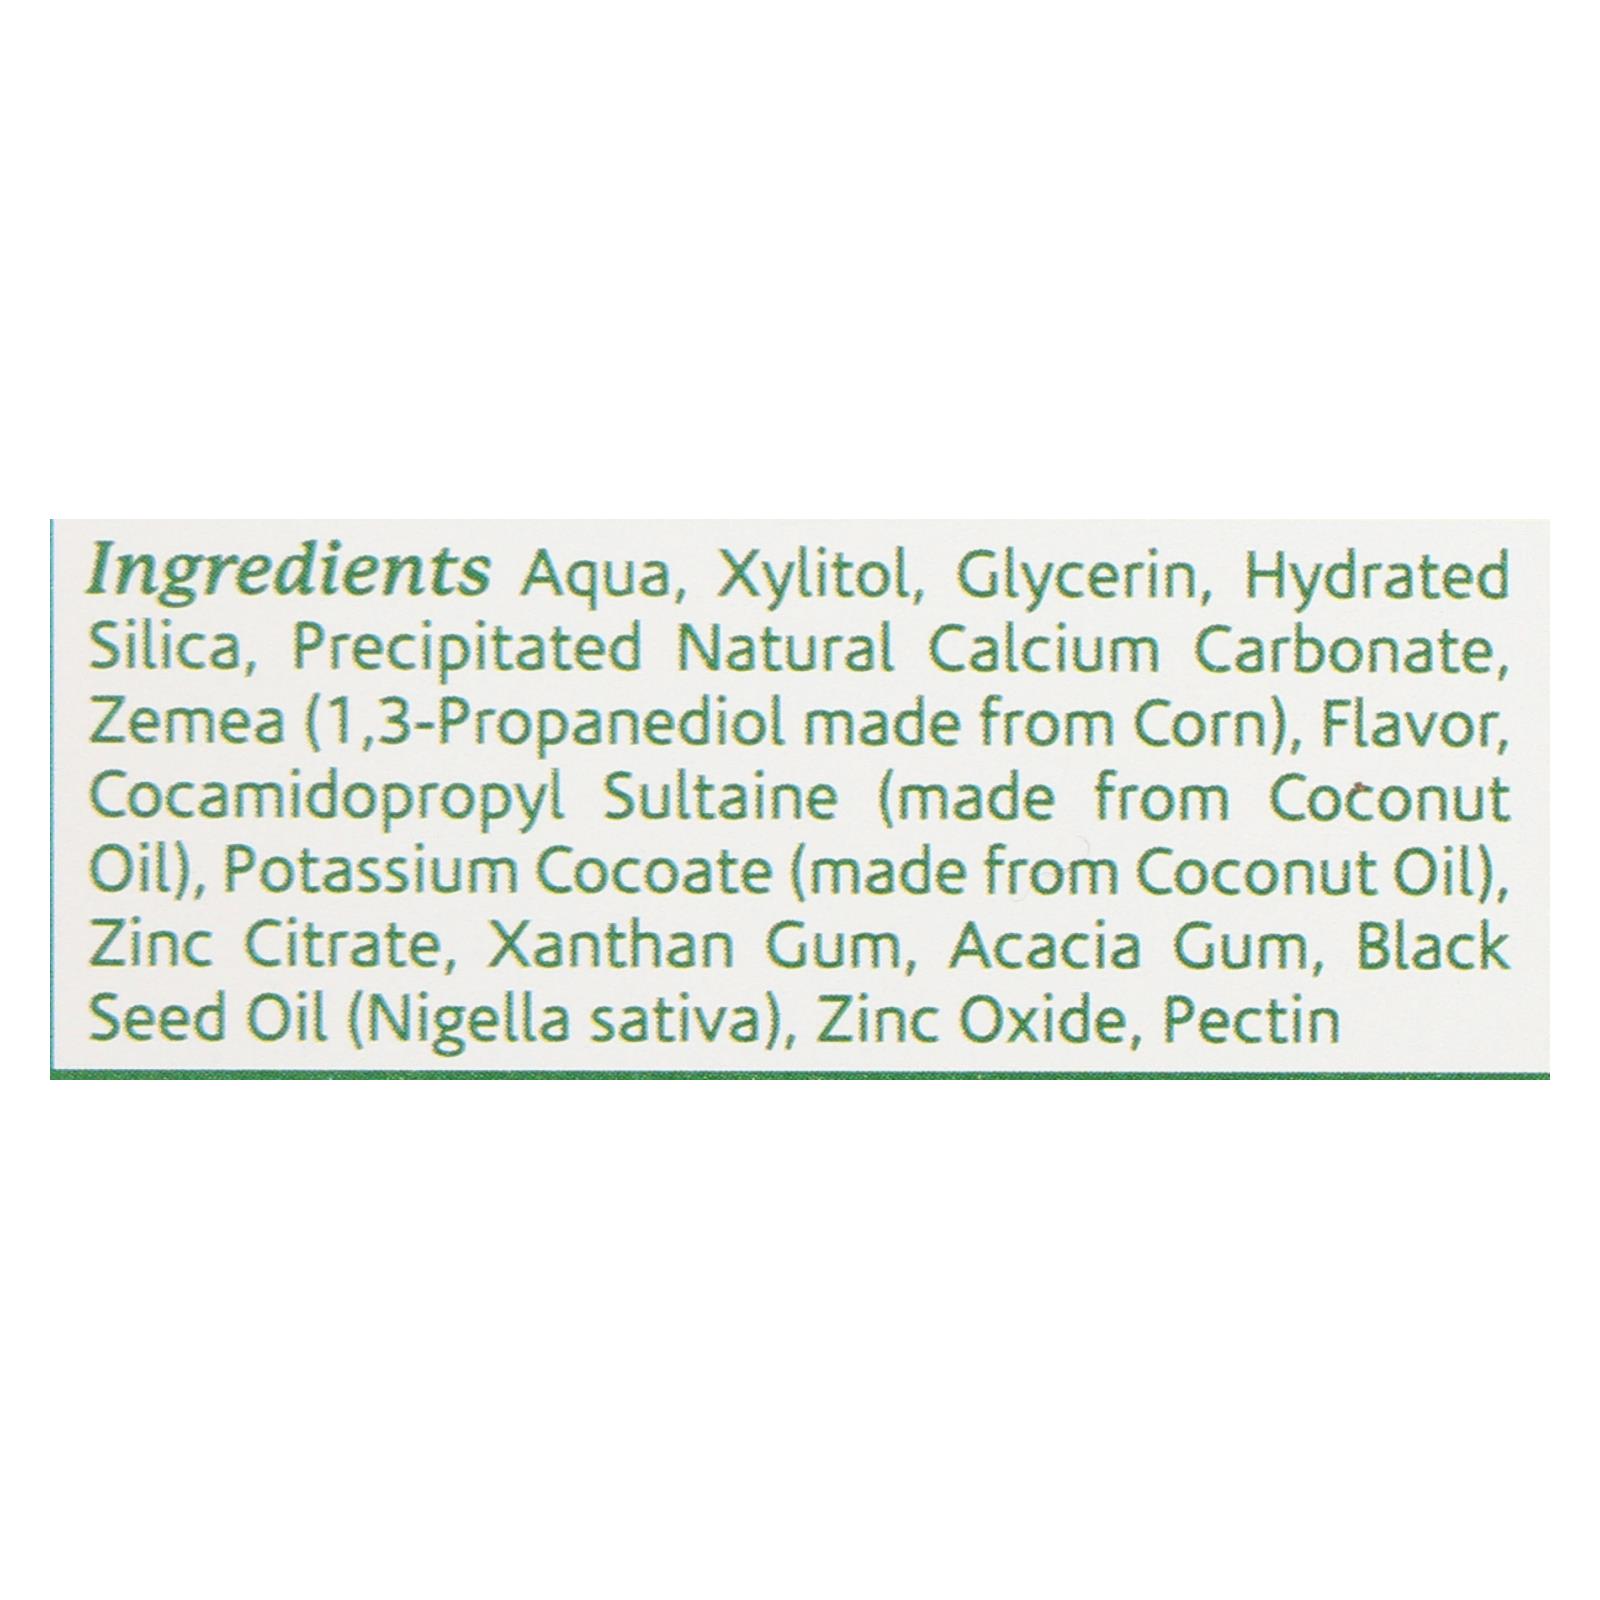 Ingredients Aqua, Xylitol, Glycerin, Hydrated
Silica, Precipitated Natural Calcium Carbonate,
Zemea (1,3-Propanediol made from Corn), Flavor,
Cocamidopropyl Sultaine (made from Coconut
Oil), Potassium Cocoate (made from Coconut Oil),
Zinc Citrate, Xanthan Gum, Acacia Gum, Black
Seed Oil (Nigella sativa), Zinc Oxide, Pectin